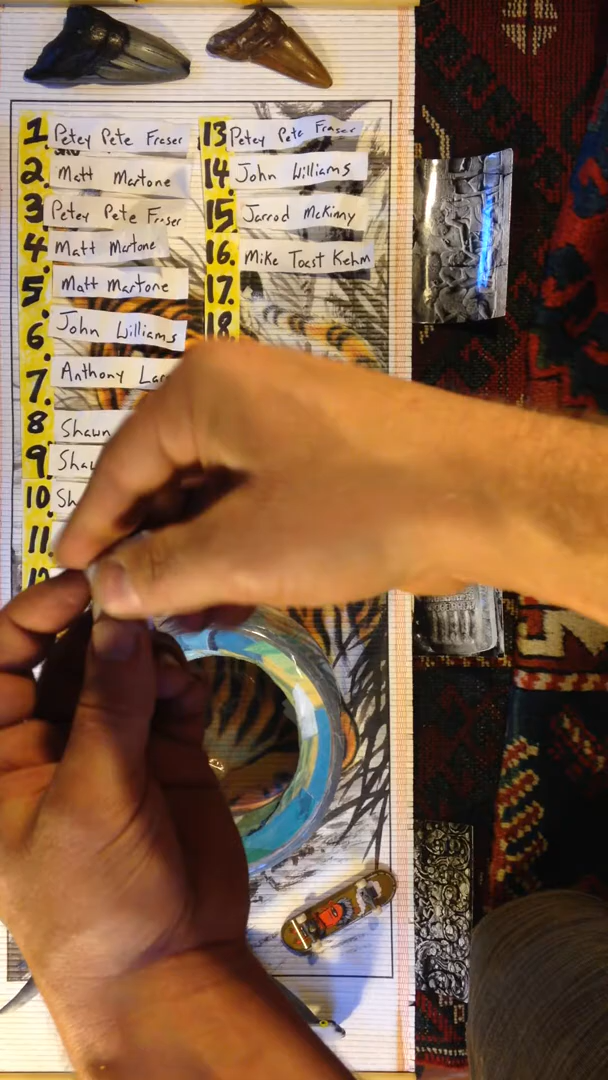 1. Petey Pete Fraser
2. Matt Martone
3. Petey Pete Fraser
4. Matt Martone
5. Matt Martone
6. John Williams
7. Anthony
8. Shawn
9.
10.
11.
12
13 Petey Pete Fraser
14. John Williams
15. Jarrod McKinny
16. Mike Toast Kehm
17.
18